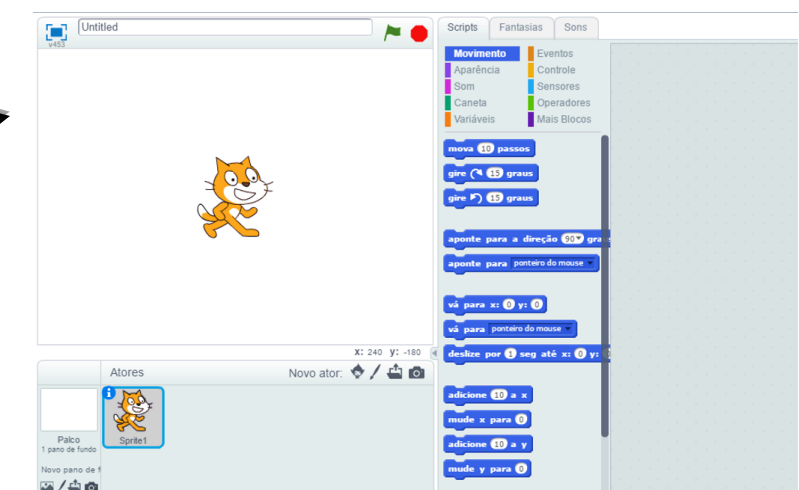 Untitled
v453
Scripts Fantasias Sons
Movimento Eventos
Aparência Controle
Som Sensores
Caneta Operadores
Variáveis Mais Blocos
mova 10 passos
gire 15 graus
gire 15 graus
aponte para a direção 90
aponte para ponteiro do mouse
vá para x: 0 y: 0
vá para ponteiro do mouse
deslize por 1 seg até x: 0 y:
adicione 10 a x
mude x para 0
adicione 10 a y
mude y para 0
X: 240 Y: -180
Atores Novo ator:
Sprite1
Palco
1 pano de fundo
Novo pano de f